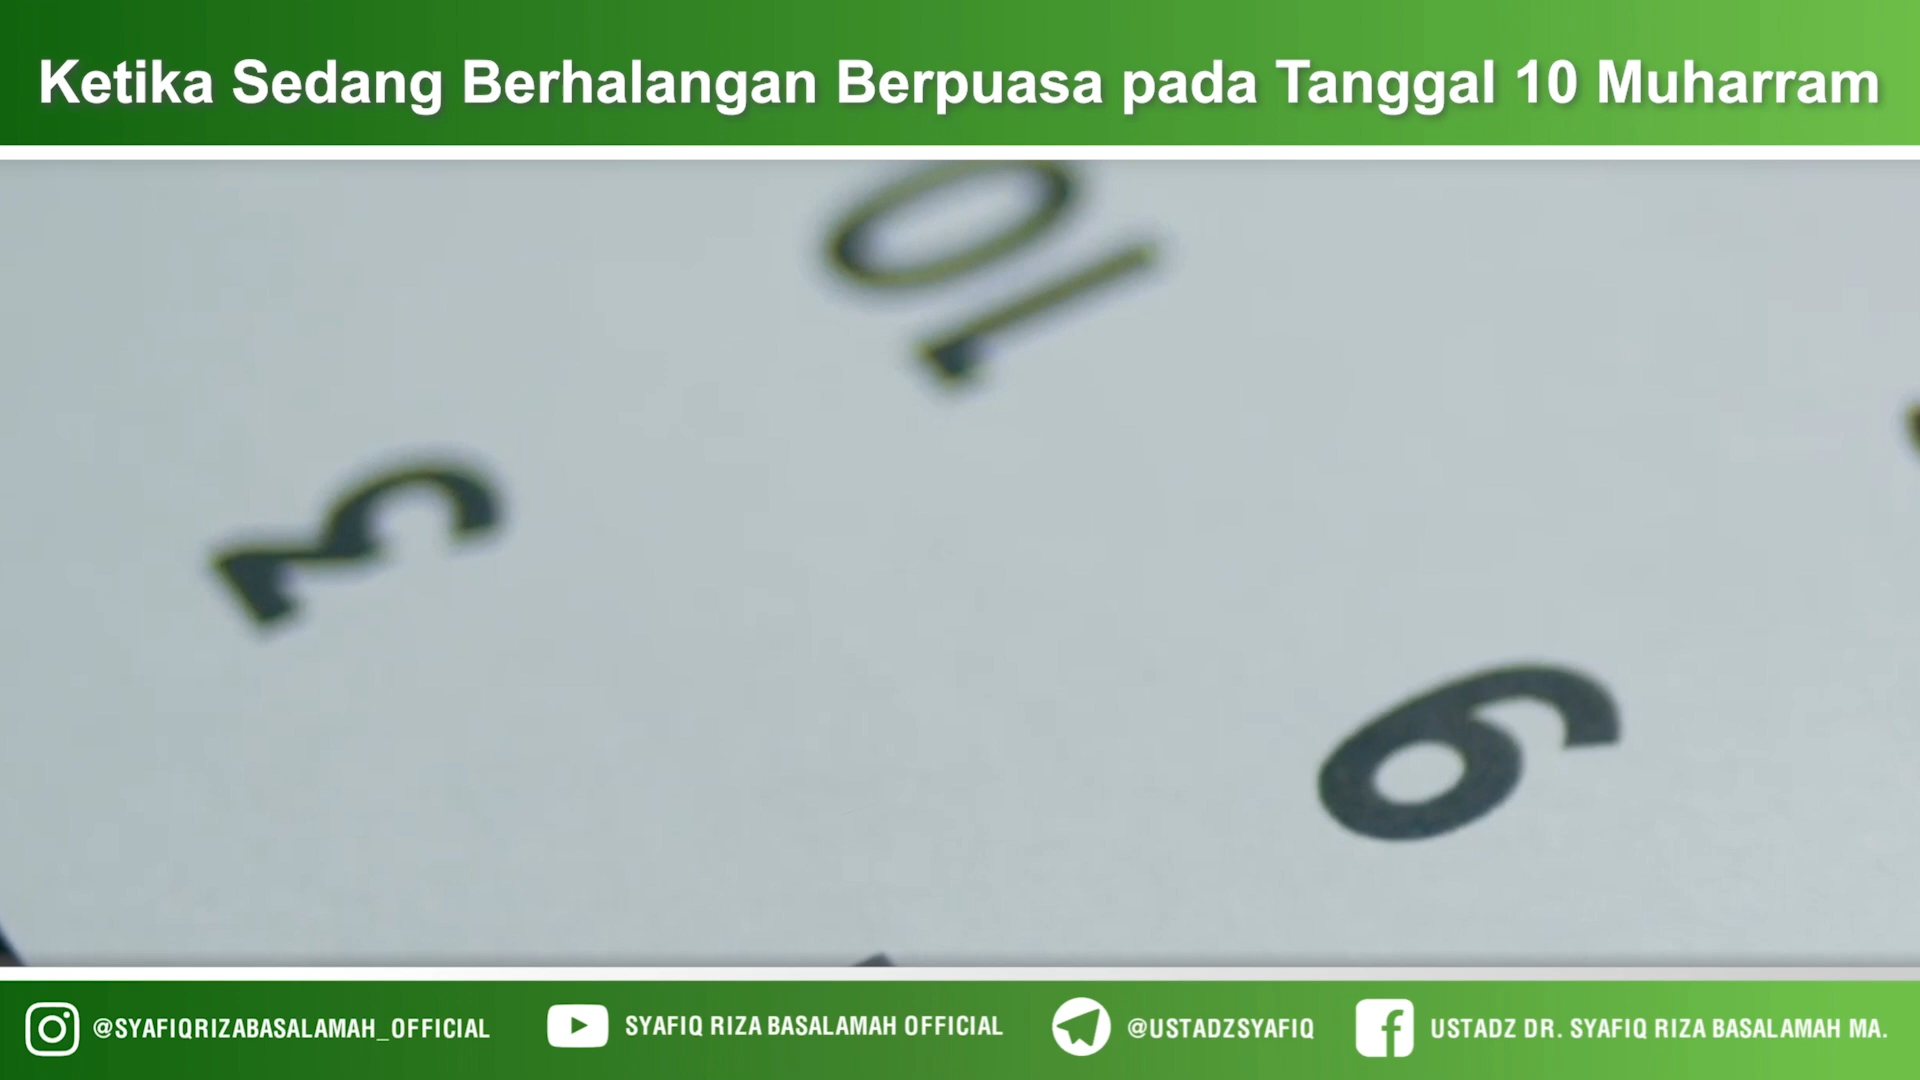 Ketika Sedang Berhalangan Berpuasa pada Tanggal 10 Muharram
10
3
6
@SYAFIQRIZABASALAMAH_OFFICIAL
SYAFIQ RIZA BASALAMAH OFFICIAL
@USTADZSYAFIQ
USTADZ DR. SYAFIQ RIZA BASALAMAH MA.